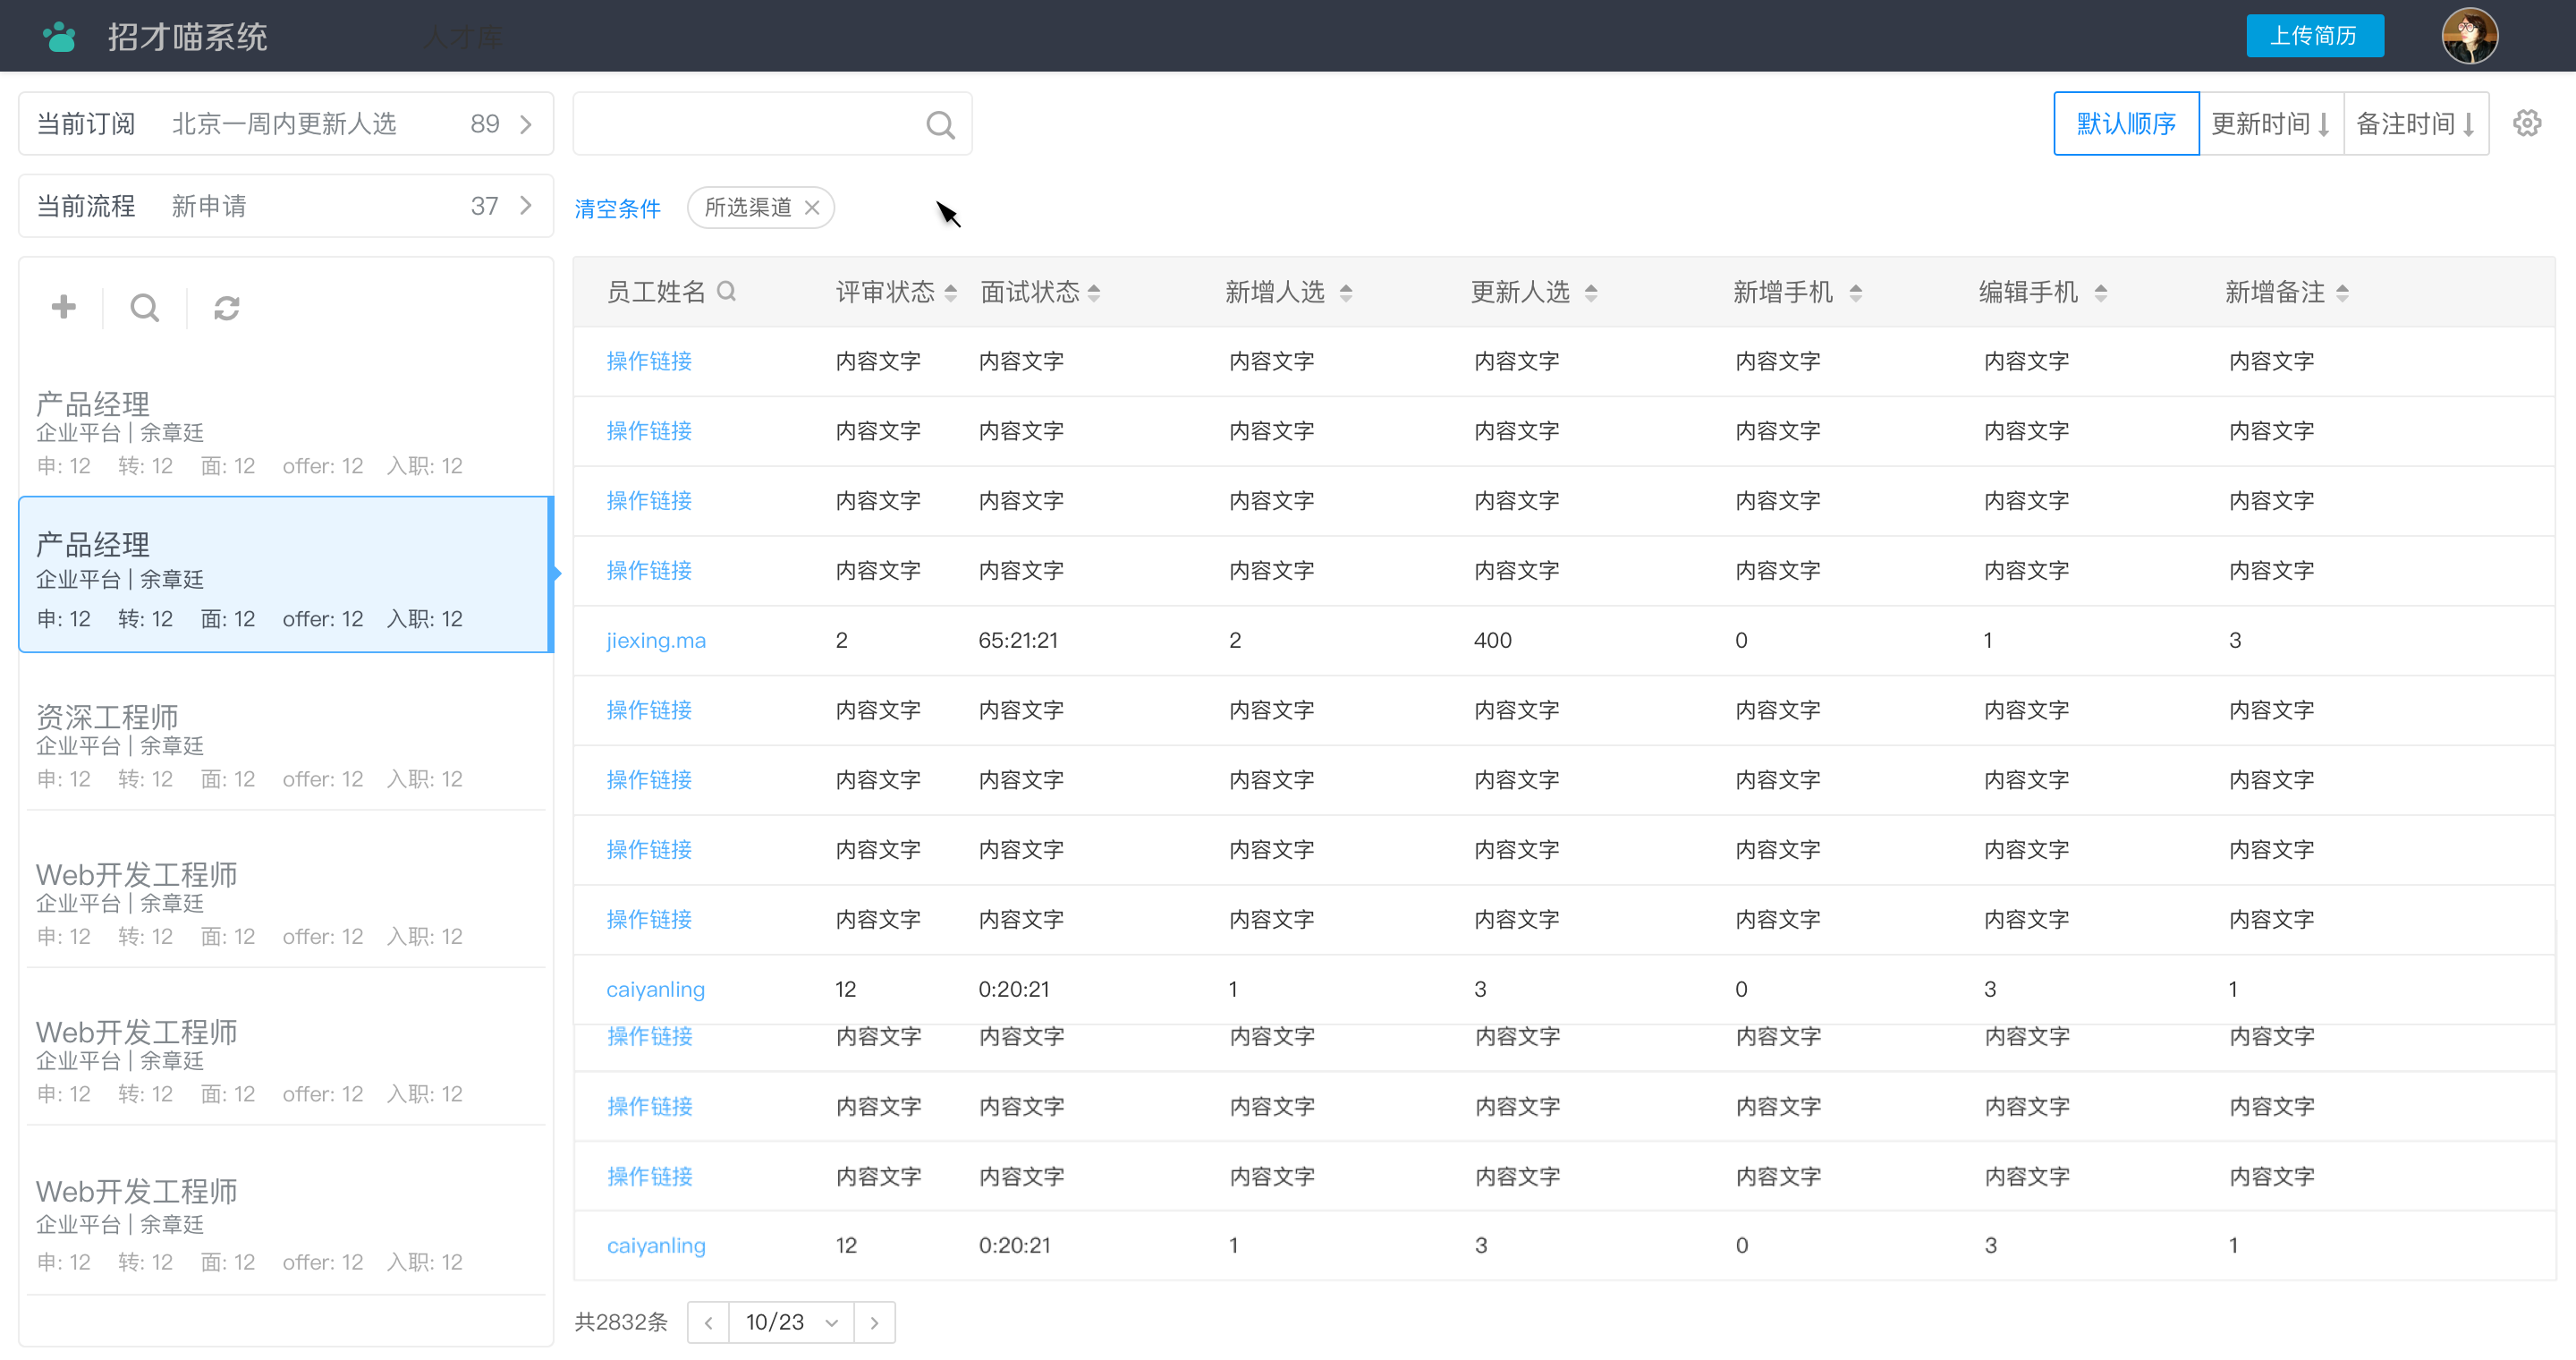 招才喵系统 人才库 上传简历
当前订阅 北京一周内更新人选 89
默认顺序 更新时间 备注时间
当前流程 新申请 37
清空条件 所选渠道
产品经理
企业平台 | 余章廷
申: 12 转: 12 面: 12 offer: 12 入职: 12
产品经理
企业平台 | 余章廷
申: 12 转: 12 面: 12 offer: 12 入职: 12
资深工程师
企业平台 | 余章廷
申: 12 转: 12 面: 12 offer: 12 入职: 12
Web开发工程师
企业平台 | 余章廷
申: 12 转: 12 面: 12 offer: 12 入职: 12
Web开发工程师
企业平台 | 余章廷
申: 12 转: 12 面: 12 offer: 12 入职: 12
Web开发工程师
企业平台 | 余章廷
申: 12 转: 12 面: 12 offer: 12 入职: 12
员工姓名 评审状态 面试状态 新增人选 更新人选 新增手机 编辑手机 新增备注
操作链接 内容文字 内容文字 内容文字 内容文字 内容文字 内容文字 内容文字
操作链接 内容文字 内容文字 内容文字 内容文字 内容文字 内容文字 内容文字
操作链接 内容文字 内容文字 内容文字 内容文字 内容文字 内容文字 内容文字
操作链接 内容文字 内容文字 内容文字 内容文字 内容文字 内容文字 内容文字
jiexing.ma 2 65:21:21 2 400 0 1 3
操作链接 内容文字 内容文字 内容文字 内容文字 内容文字 内容文字 内容文字
操作链接 内容文字 内容文字 内容文字 内容文字 内容文字 内容文字 内容文字
操作链接 内容文字 内容文字 内容文字 内容文字 内容文字 内容文字 内容文字
操作链接 内容文字 内容文字 内容文字 内容文字 内容文字 内容文字 内容文字
caiyanling 12 0:20:21 1 3 0 3 1
操作链接 内容文字 内容文字 内容文字 内容文字 内容文字 内容文字 内容文字
操作链接 内容文字 内容文字 内容文字 内容文字 内容文字 内容文字 内容文字
操作链接 内容文字 内容文字 内容文字 内容文字 内容文字 内容文字 内容文字
caiyanling 12 0:20:21 1 3 0 3 1
共2832条 10/23